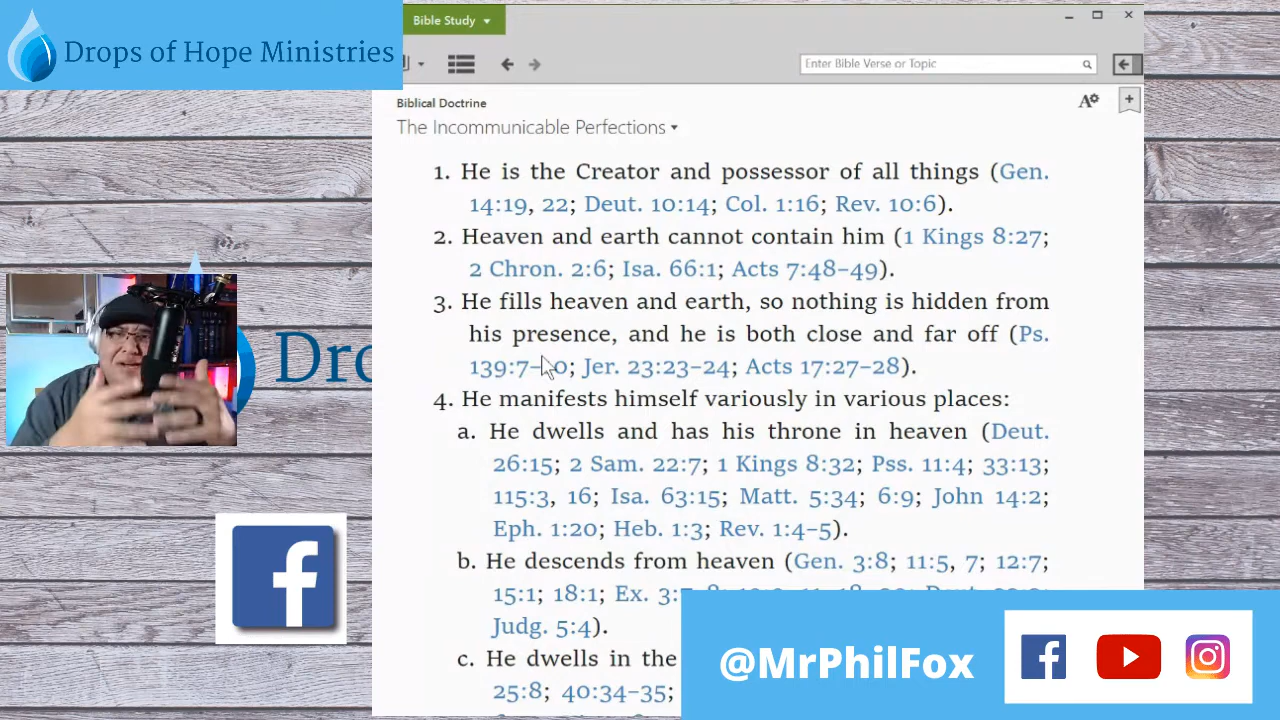 Drops of Hope Ministries
Bible Study
Enter Bible Verse or Topic
Biblical Doctrine
The Incommunicable Perfections
1. He is the Creator and possessor of all things (Gen.
14:19, 22; Deut. 10:14; Col. 1:16; Rev. 10:6).
2. Heaven and earth cannot contain him (1 Kings 8:27;
2 Chron. 2:6; Isa. 66:1; Acts 7:48–49).
3. He fills heaven and earth, so nothing is hidden from
his presence, and he is both close and far off (Ps.
139:7– Jer. 23:23–24; Acts 17:27–28).
4. He manifests himself variously in various places:
a. He dwells and has his throne in heaven (Deut.
26:15; 2 Sam. 22:7; 1 Kings 8:32; Pss. 11:4; 33:13;
115:3, 16; Isa. 63:15; Matt. 5:34; 6:9; John 14:2;
Eph. 1:20; Heb. 1:3; Rev. 1:4–5).
b. He descends from heaven (Gen. 3:8; 11:5, 7; 12:7;
15:1; 18:1; Ex.
Judg. 5:4).
c. He dwells in the
25:8; 40:34–35;
D
f
@MrPhilFox